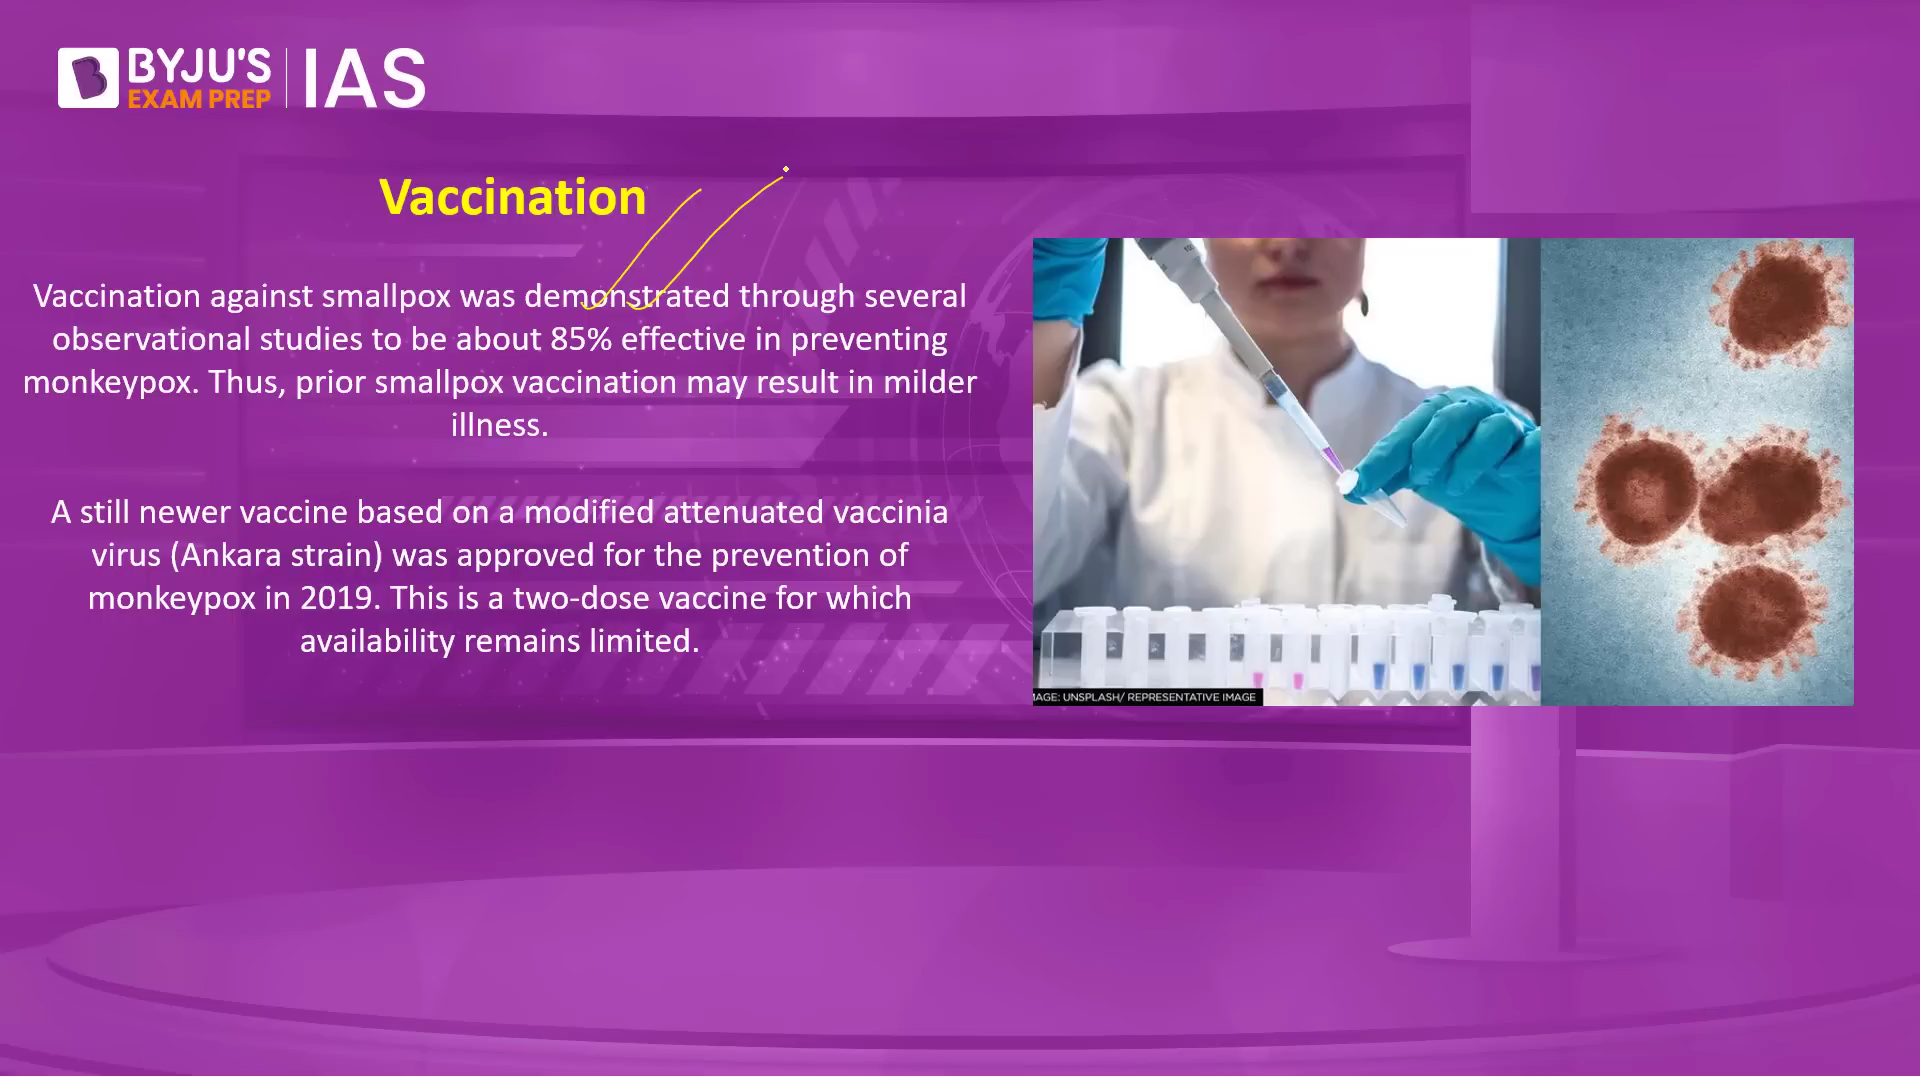 BYJU'S
EXAM PREP
IAS
Vaccination
Vaccination against smallpox was demonstrated through several
observational studies to be about 85% effective in preventing
monkeypox. Thus, prior smallpox vaccination may result in milder
illness.
A still newer vaccine based on a modified attenuated vaccinia
virus (Ankara strain) was approved for the prevention of
monkeypox in 2019. This is a two-dose vaccine for which
availability remains limited.
UNSPLASH/ REPRESENTATIVE IMAGE